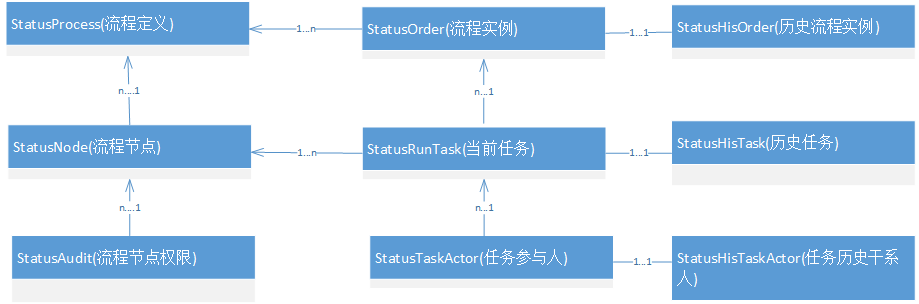 StatusProcess(流程定义)
1...n
StatusOrder(流程实例)
1...1
StatusHisOrder(历史流程实例)
n....1
n...1
StatusNode(流程节点)
1...n
StatusRunTask(当前任务)
1...1
StatusHisTask(历史任务)
n....1
n...1
StatusAudit(流程节点权限)
StatusTaskActor(任务参与人)
1...1
StatusHisTaskActor(任务历史干系
人)